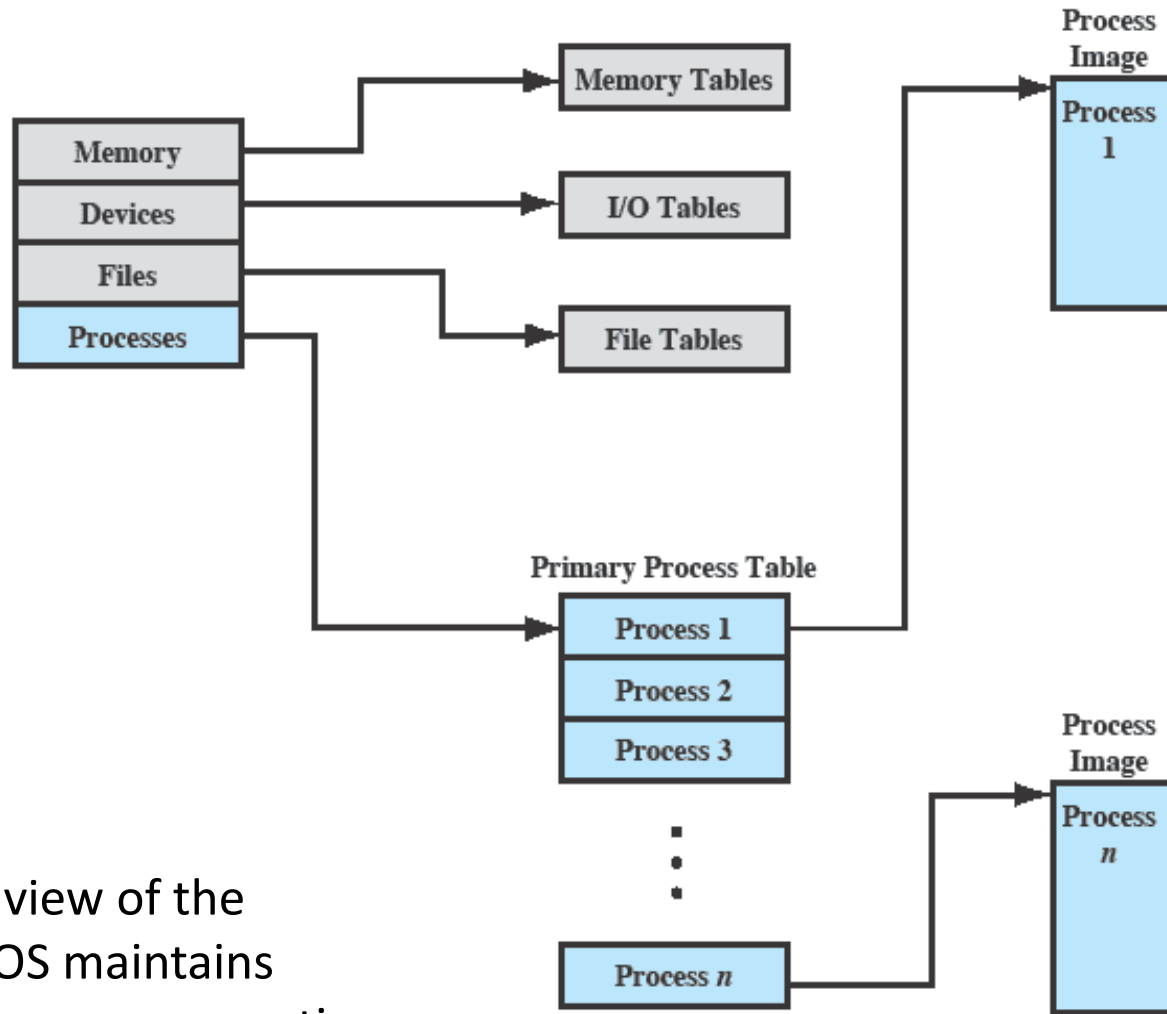 Process
Image
Process
1
Memory Tables
Memory
I/O Tables
Devices
Files
File Tables
Processes
Primary Process Table
Process 1
Process 2
Process 3
Process
Image
Process
n
view of the
OS maintains
Process n